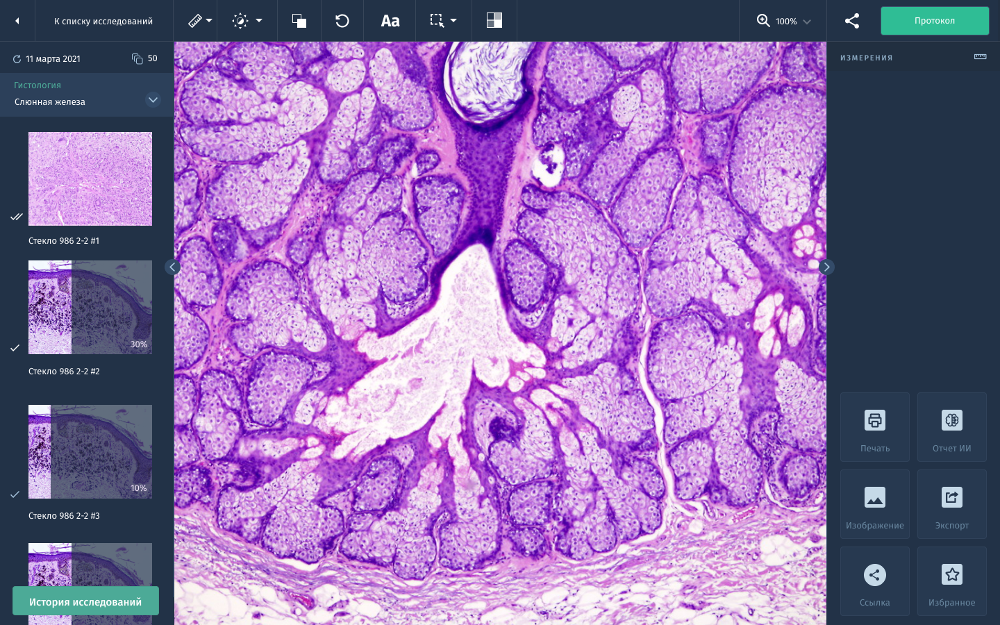 К списку исследований
Aa
100%
Протокол
11 марта 2021
50
Гистология
Слюнная железа
Стекло 986 2-2 #1
30%
Стекло 986 2-2 #2
10%
Стекло 986 2-2 #3
История исследований
ИЗМЕРЕНИЯ
Печать
Отчет ИИ
Изображение
Экспорт
Ссылка
Избранное